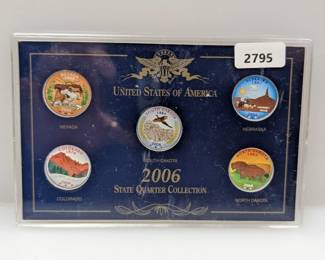 2795
UNITED STATES OF AMERICA
NEVADA
NEBRASKA
SOUTH DAKOTA
COLORADO
2006
STATE QUARTER COLLECTION
NORTH DAKOTA